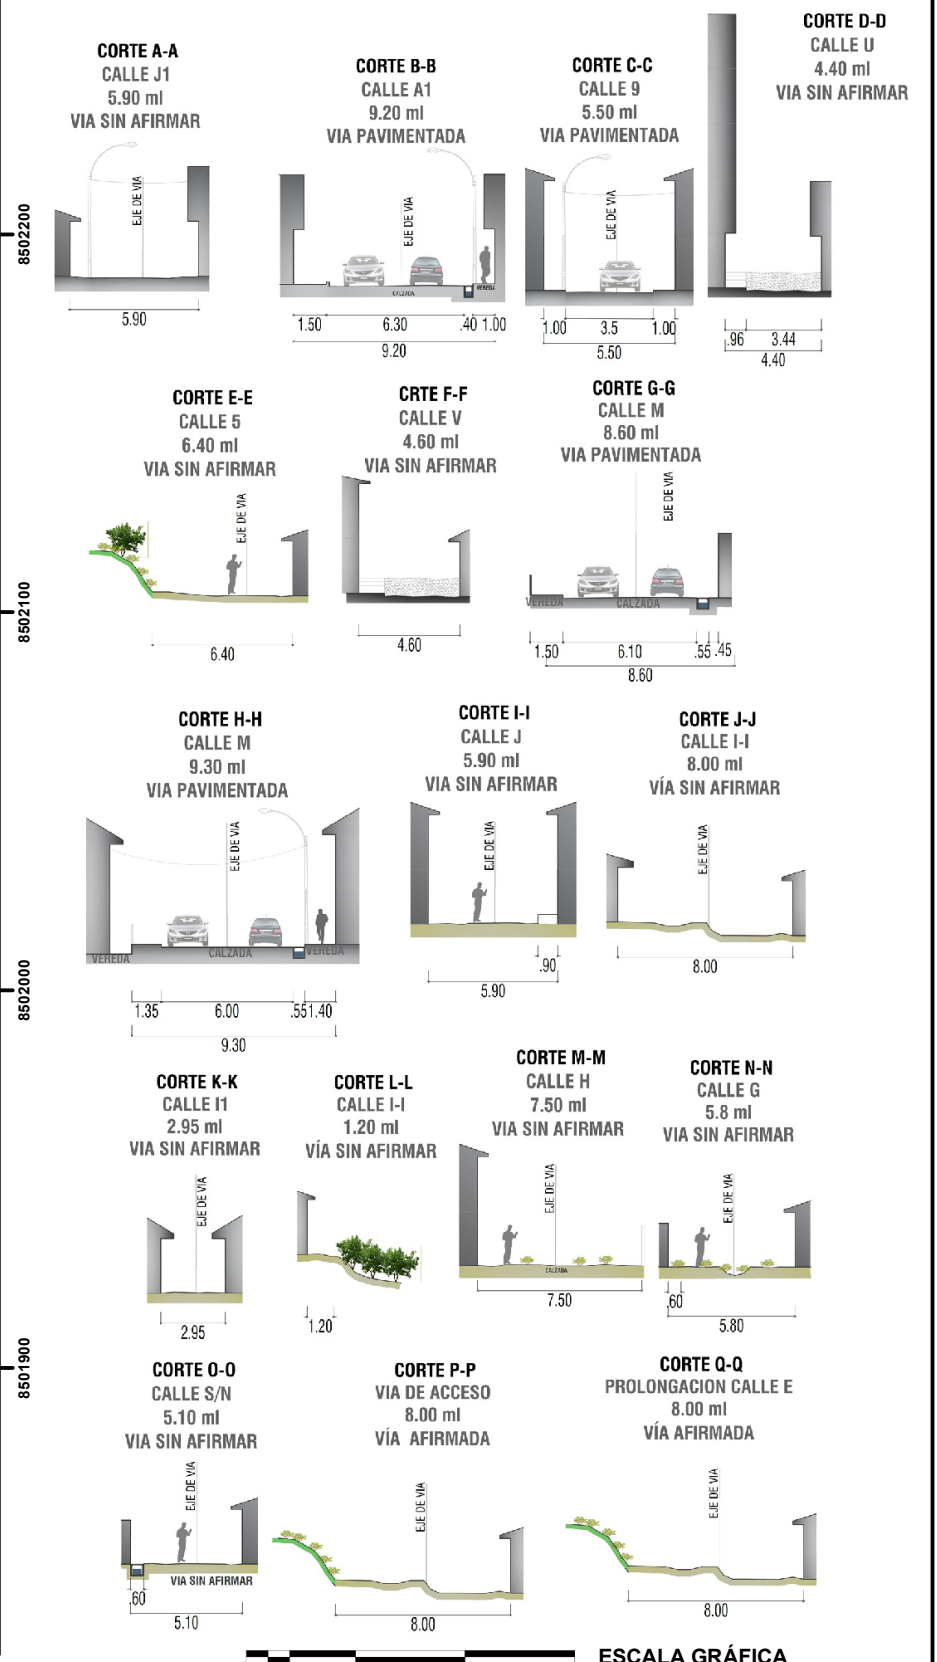 CORTE A-A
CALLE J1
5.90 ml
VIA SIN AFIRMAR
EJE DE VIA
5.90
CORTE B-B
CALLE A1
9.20 ml
VIA PAVIMENTADA
EJE DE VIA
CALZADA
VEREDA
1.50 6.30 .40 1.00
9.20
CORTE C-C
CALLE 9
5.50 ml
VIA PAVIMENTADA
EJE DE VIA
1.00 3.5 1.00
5.50
CORTE D-D
CALLE U
4.40 ml
VIA SIN AFIRMAR
.96 3.44
4.40
8502200
CORTE E-E
CALLE 5
6.40 ml
VIA SIN AFIRMAR
EJE DE VIA
6.40
CRTE F-F
CALLE V
4.60 ml
VIA SIN AFIRMAR
4.60
CORTE G-G
CALLE M
8.60 ml
VIA PAVIMENTADA
EJE DE VIA
VEREDA
CALZADA
1.50 6.10 .55 .45
8.60
8502100
CORTE H-H
CALLE M
9.30 ml
VIA PAVIMENTADA
EJE DE VIA
VEREDA
CALZADA
VEREDA
1.35 6.00 .55 1.40
9.30
CORTE I-I
CALLE J
5.90 ml
VIA SIN AFIRMAR
EJE DE VIA
.90
5.90
CORTE J-J
CALLE I-I
8.00 ml
VÍA SIN AFIRMAR
EJE DE VIA
8.00
8502000
CORTE K-K
CALLE I1
2.95 ml
VIA SIN AFIRMAR
EJE DE VIA
2.95
CORTE L-L
CALLE I-I
1.20 ml
VÍA SIN AFIRMAR
1.20
CORTE M-M
CALLE H
7.50 ml
VIA SIN AFIRMAR
EJE DE VIA
CALZADA
7.50
CORTE N-N
CALLE G
5.8 ml
VIA SIN AFIRMAR
EJE DE VIA
.60
5.80
8501900
CORTE O-O
CALLE S/N
5.10 ml
VIA SIN AFIRMAR
EJE DE VIA
VIA SIN AFIRMAR
.60
5.10
CORTE P-P
VIA DE ACCESO
8.00 ml
VÍA AFIRMADA
EJE DE VIA
8.00
CORTE Q-Q
PROLONGACION CALLE E
8.00 ml
VÍA AFIRMADA
EJE DE VIA
8.00
ESCALA GRÁFICA